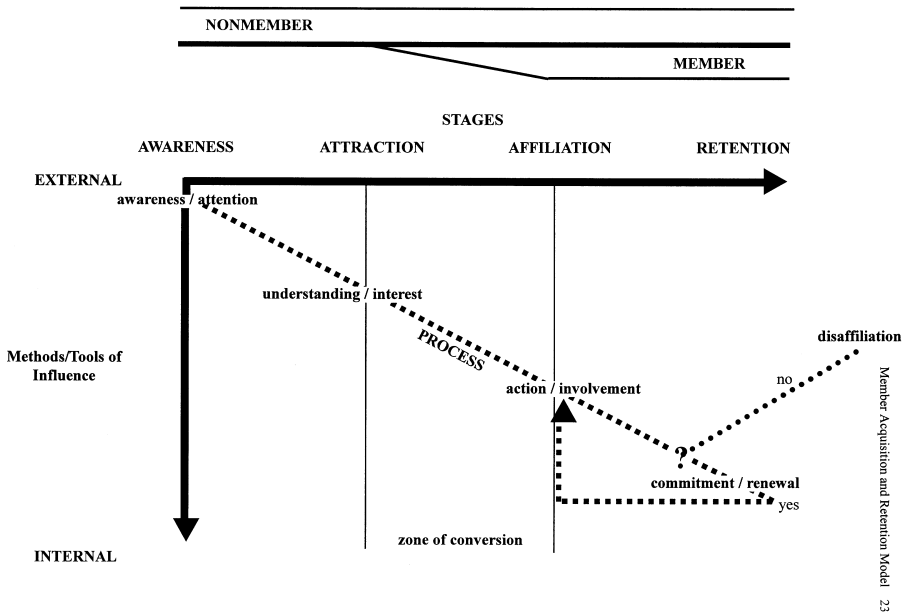 NONMEMBER
MEMBER
STAGES
AWARENESS ATTRACTION AFFILIATION RETENTION
EXTERNAL
awareness / attention
understanding / interest
PROCESS
Methods/Tools of
Influence
disaffiliation
no
action / involvement
?
commitment / renewal
yes
zone of conversion
INTERNAL
Member Acquisition and Retention Model 23